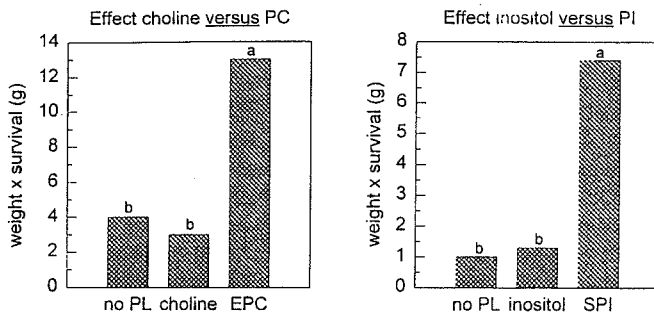 Effect choline versus PC
weight x survival (g)
14
12
10
8
6
4
2
0
b
b
a
no PL choline EPC
Effect inositol versus PI
weight x survival (g)
8
7
6
5
4
3
2
1
0
b
b
a
no PL inositol SPI